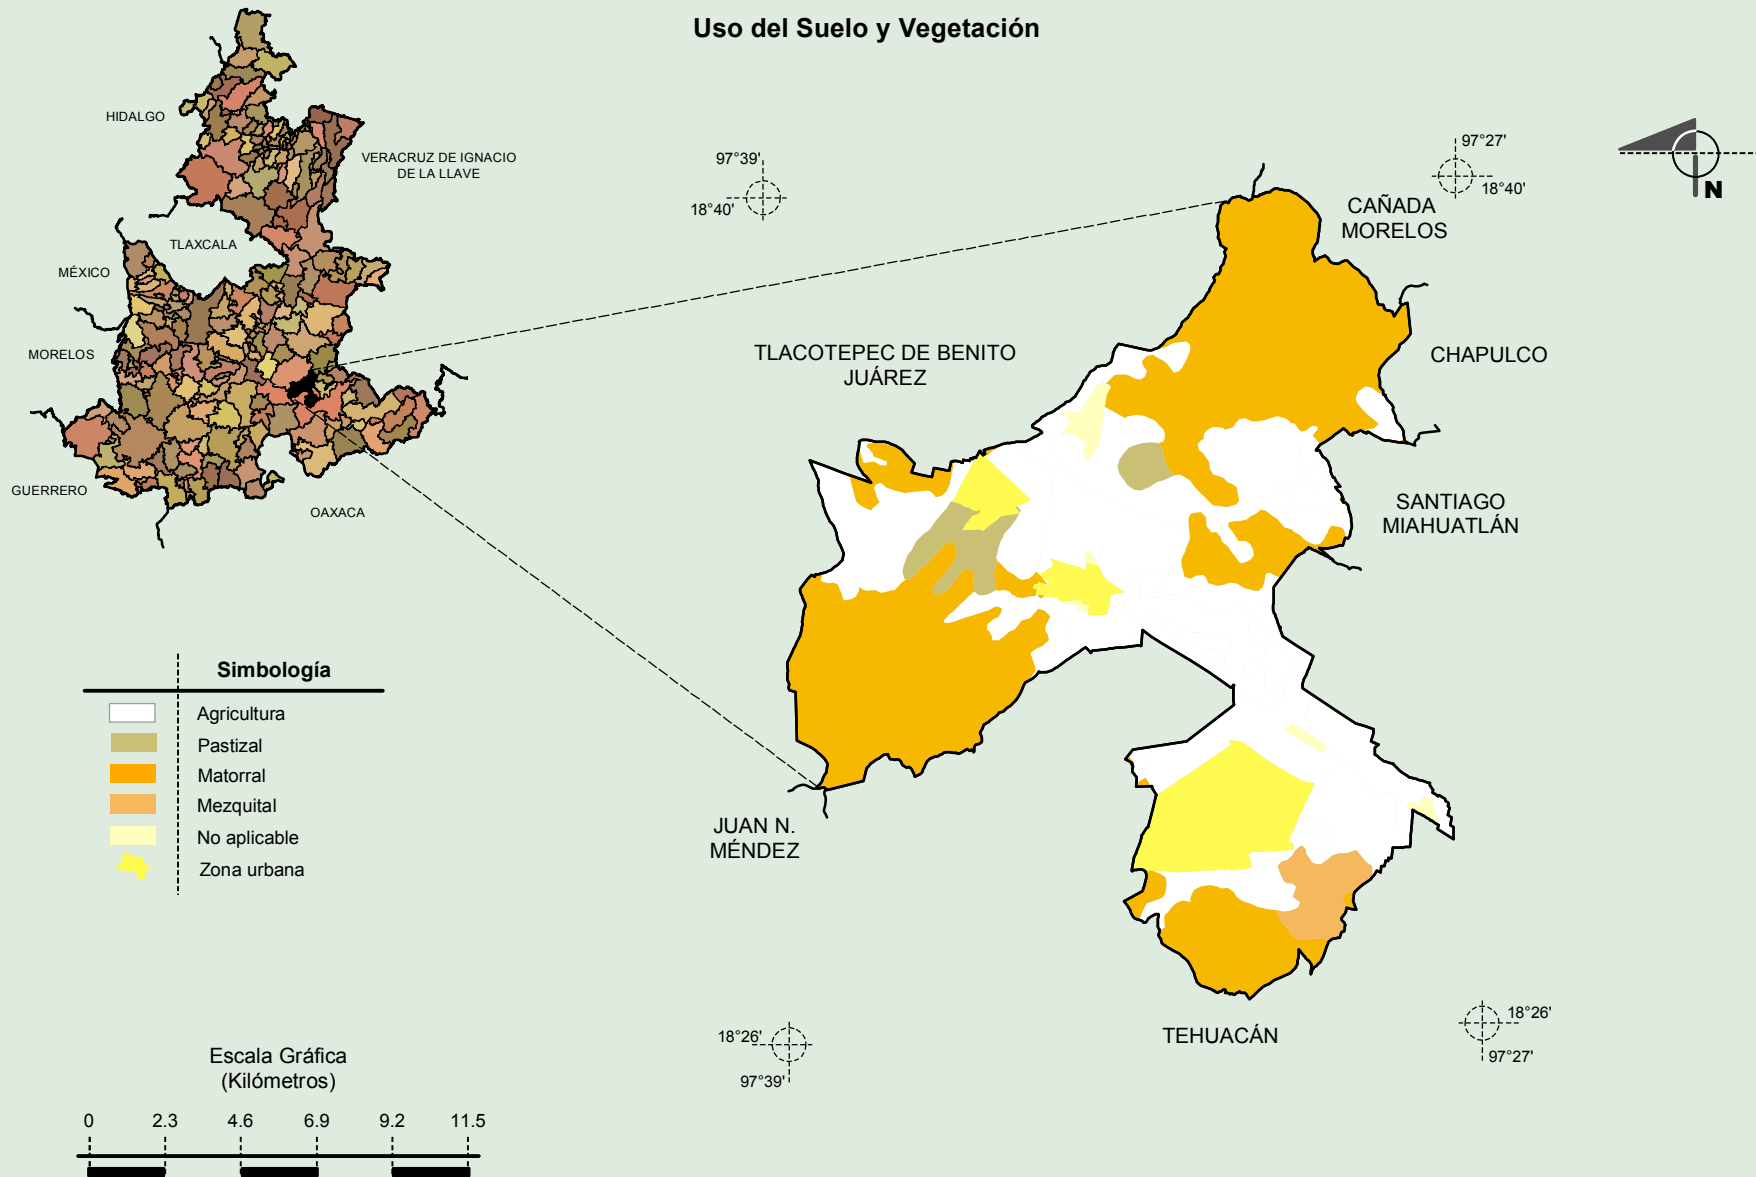 Uso del Suelo y Vegetación
HIDALGO
VERACRUZ DE IGNACIO
DE LA LLAVE
TLAXCALA
MÉXICO
MORELOS
GUERRERO
OAXACA
97°39'
18°40'
97°27'
18°40'
N
CAÑADA
MORELOS
TLACOTEPEC DE BENITO
JUÁREZ
CHAPULCO
SANTIAGO
MIAHUATLÁN
JUAN N.
MÉNDEZ
TEHUACÁN
18°26'
97°39'
18°26'
97°27'
Simbología
Agricultura
Pastizal
Matorral
Mezquital
No aplicable
Zona urbana
Escala Gráfica
(Kilómetros)
0 2.3 4.6 6.9 9.2 11.5